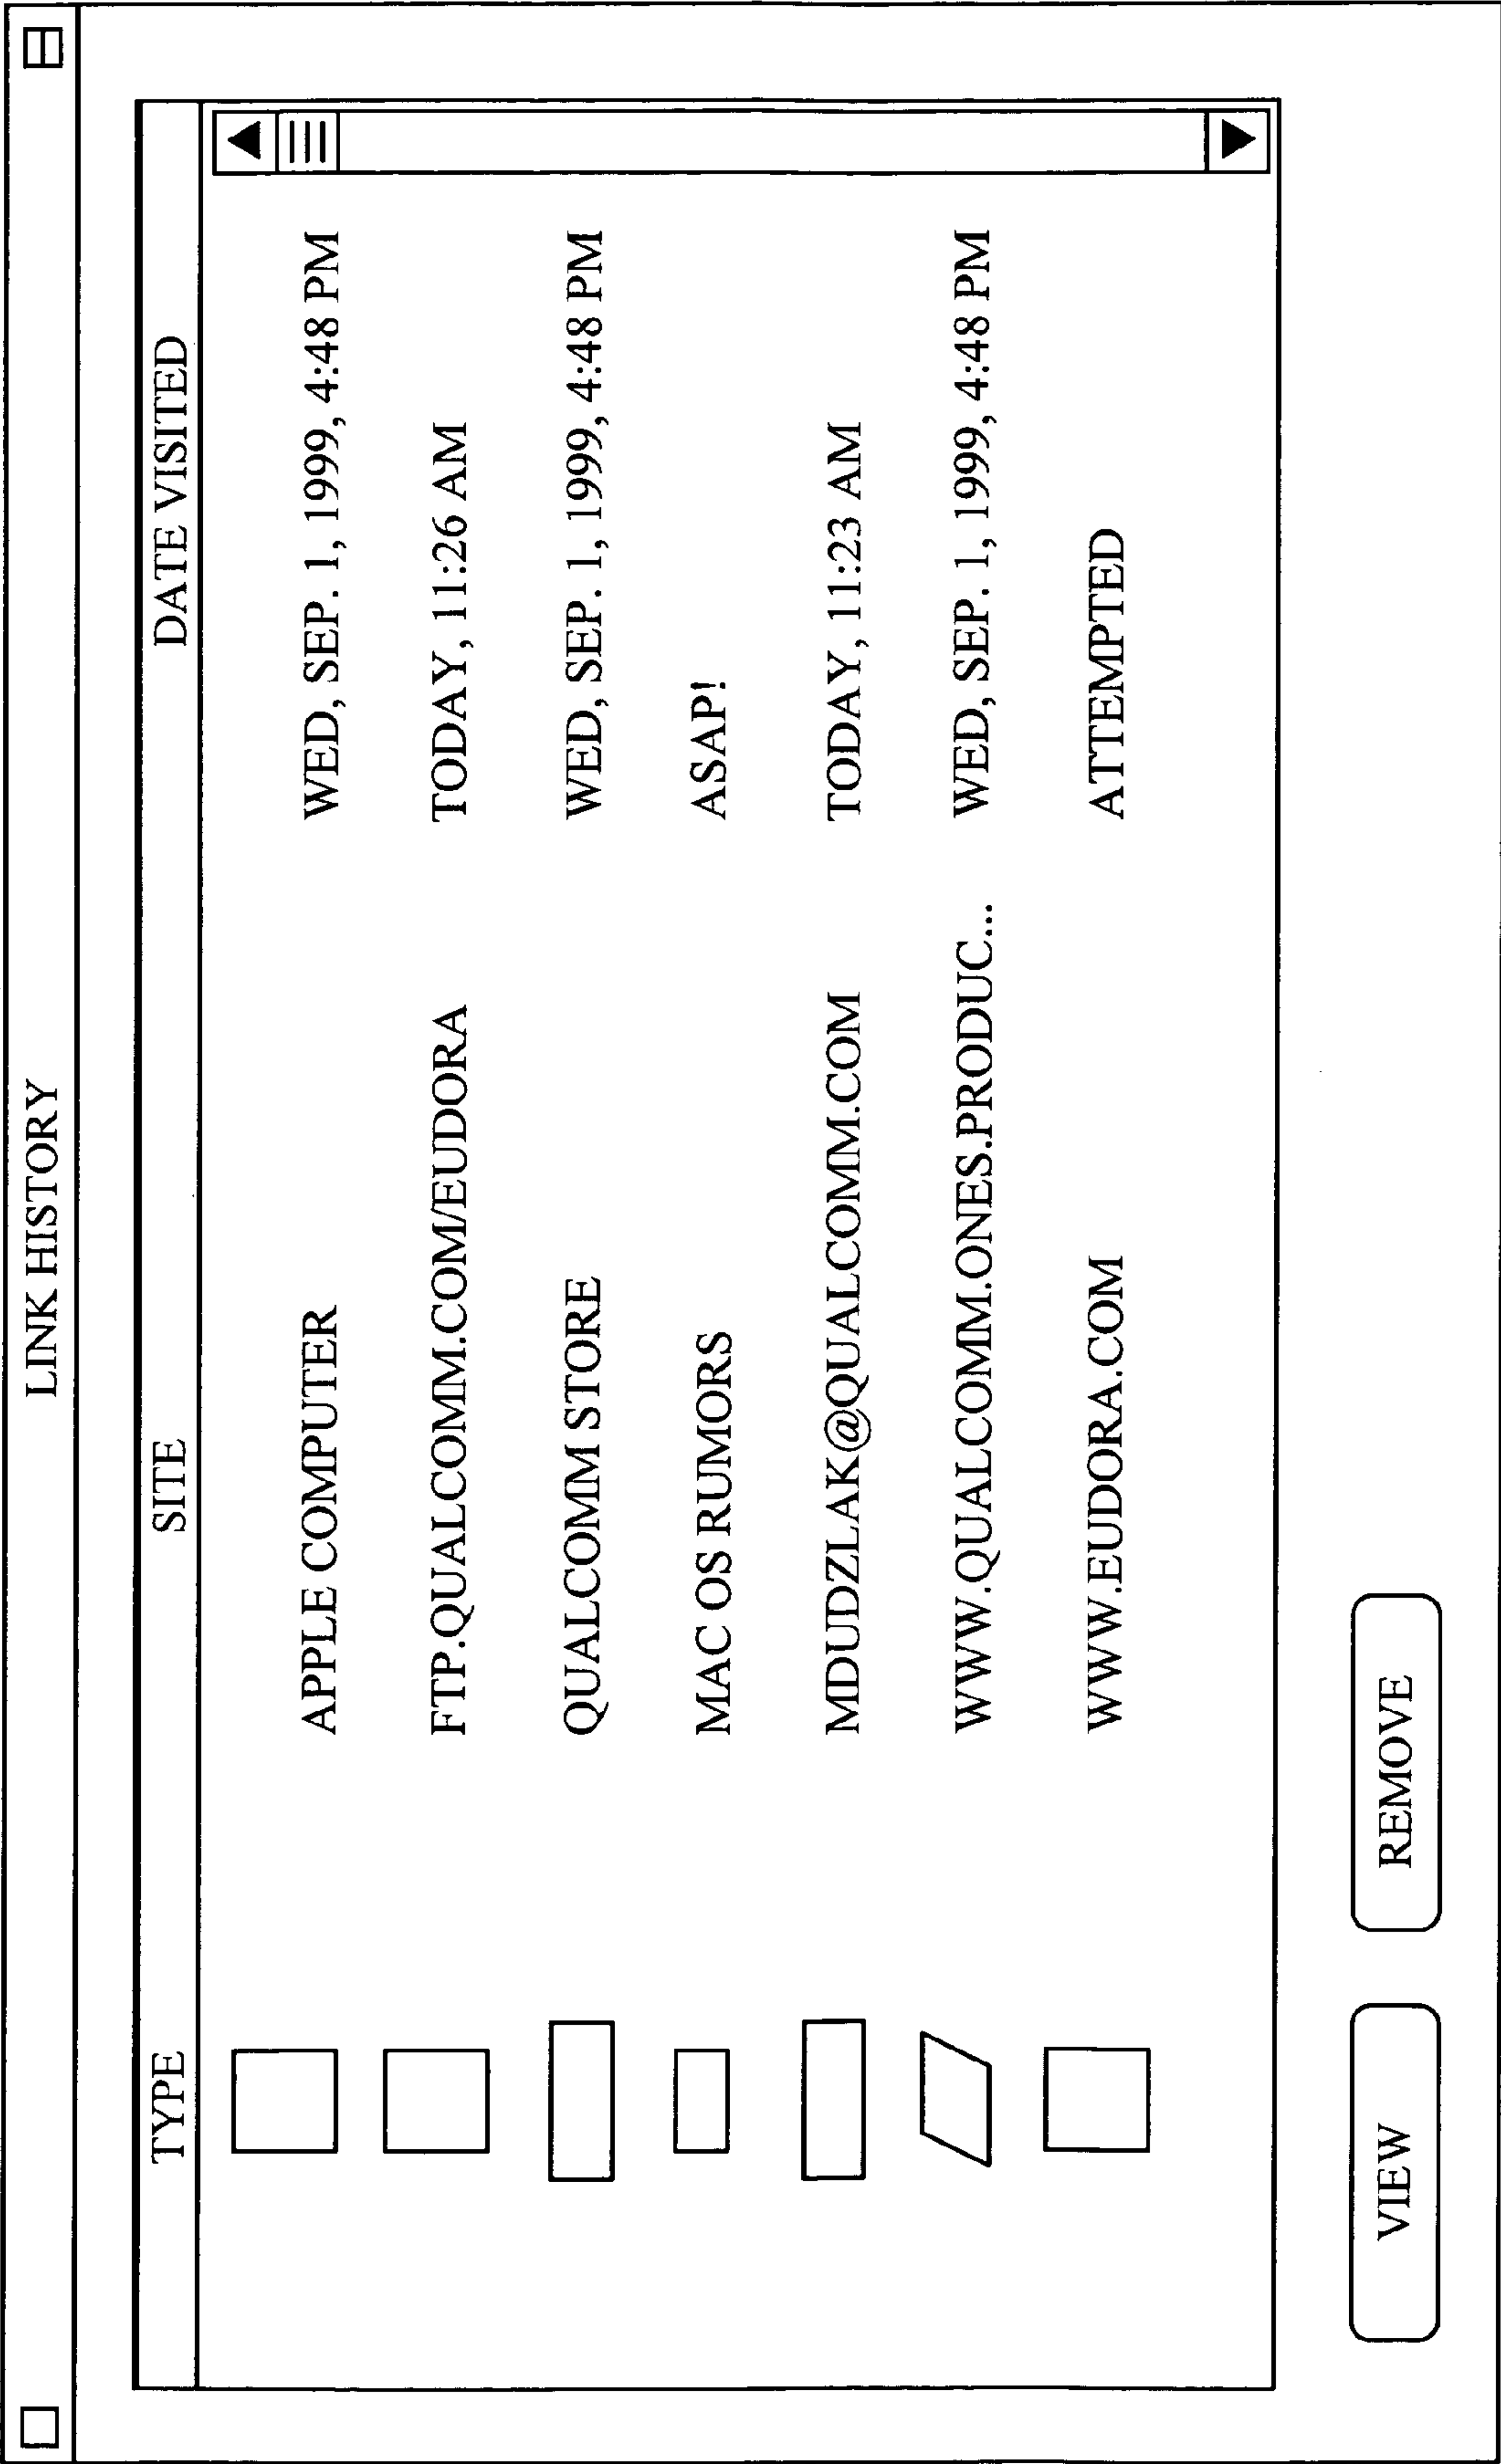 LINK HISTORY
TYPE SITE DATE VISITED
APPLE COMPUTER WED, SEP. 1, 1999, 4:48 PM
FTP.QUALCOMM.COM/EUDORA TODAY, 11:26 AM
QUALCOMM STORE WED, SEP. 1, 1999, 4:48 PM
MAC OS RUMORS ASAP!
MDUDZLAK@QUALCOMM.COM TODAY, 11:23 AM
WWW.QUALCOMM.ONES.PRODUC... WED, SEP. 1, 1999, 4:48 PM
WWW.EUDORA.COM ATTEMPTED
VIEW REMOVE